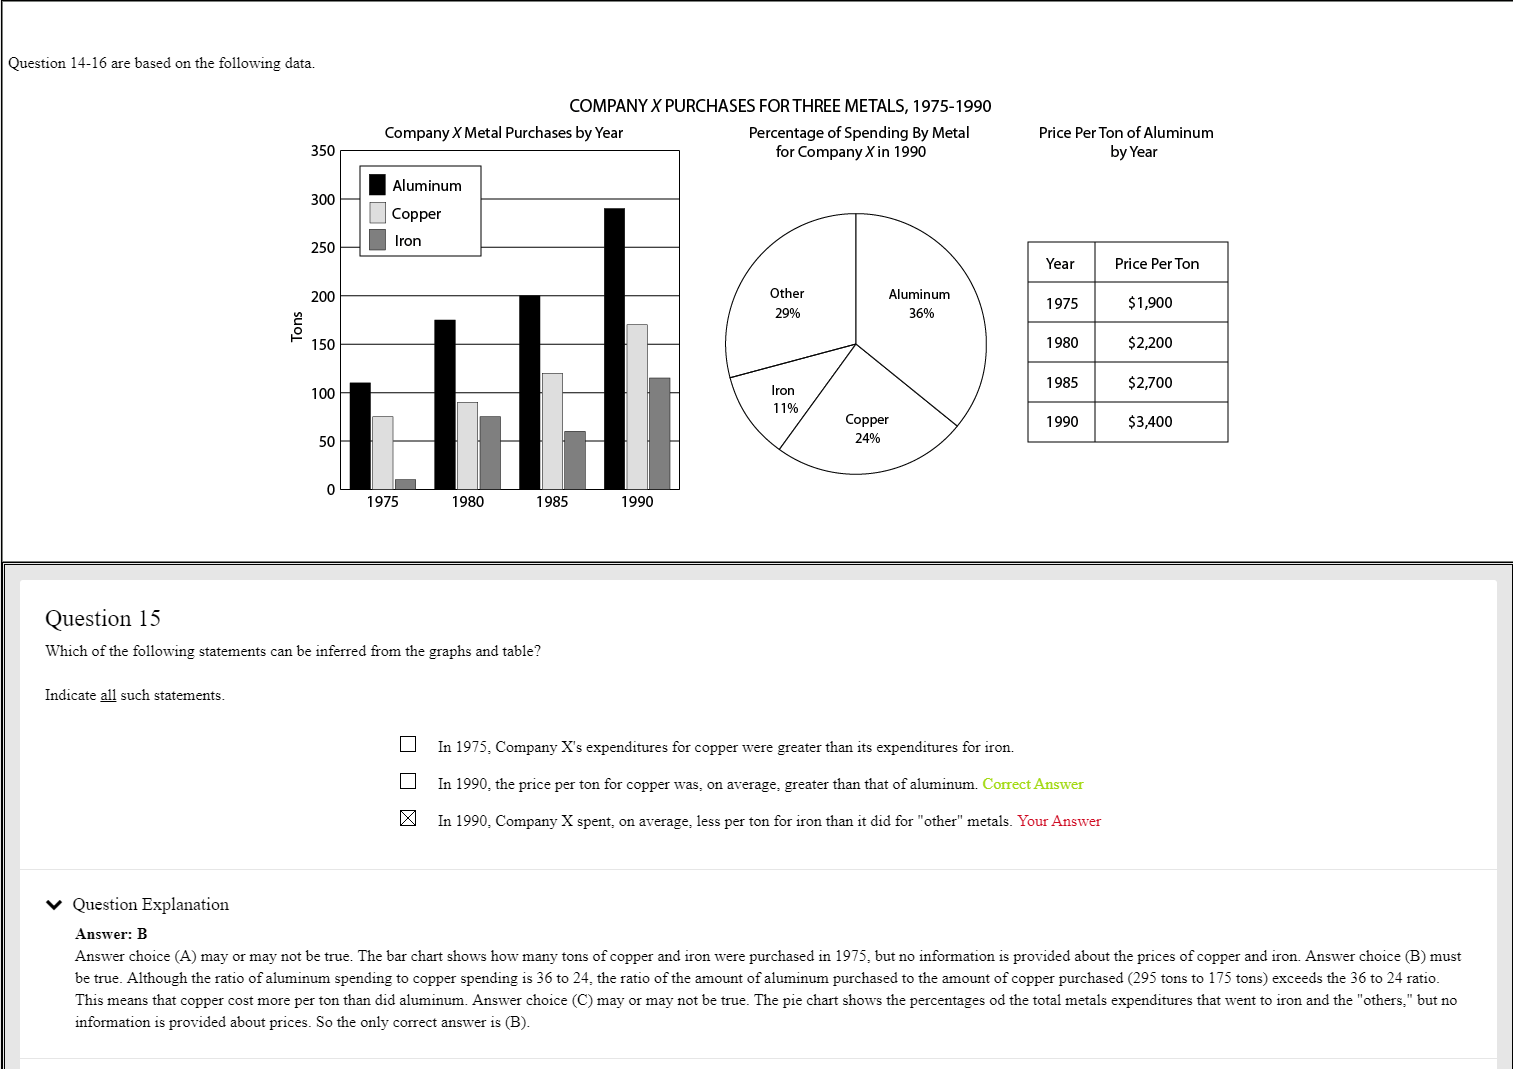 Question 14-16 are based on the following data.
COMPANY X PURCHASES FOR THREE METALS, 1975-1990
Company X Metal Purchases by Year
350
300
250
200
150
100
50
0
Tons
Aluminum
Copper
Iron
1975 1980 1985 1990
Percentage of Spending By Metal
for Company X in 1990
Other
29%
Aluminum
36%
Iron
11%
Copper
24%
Price Per Ton of Aluminum
by Year
Year Price Per Ton
1975 $1,900
1980 $2,200
1985 $2,700
1990 $3,400
Question 15
Which of the following statements can be inferred from the graphs and table?
Indicate all such statements.
In 1975, Company X's expenditures for copper were greater than its expenditures for iron.
In 1990, the price per ton for copper was, on average, greater than that of aluminum. Correct Answer
In 1990, Company X spent, on average, less per ton for iron than it did for "other" metals. Your Answer
Question Explanation
Answer: B
Answer choice (A) may or may not be true. The bar chart shows how many tons of copper and iron were purchased in 1975, but no information is provided about the prices of copper and iron. Answer choice (B) must
be true. Although the ratio of aluminum spending to copper spending is 36 to 24, the ratio of the amount of aluminum purchased to the amount of copper purchased (295 tons to 175 tons) exceeds the 36 to 24 ratio.
This means that copper cost more per ton than did aluminum. Answer choice (C) may or may not be true. The pie chart shows the percentages od the total metals expenditures that went to iron and the "others," but no
information is provided about prices. So the only correct answer is (B).